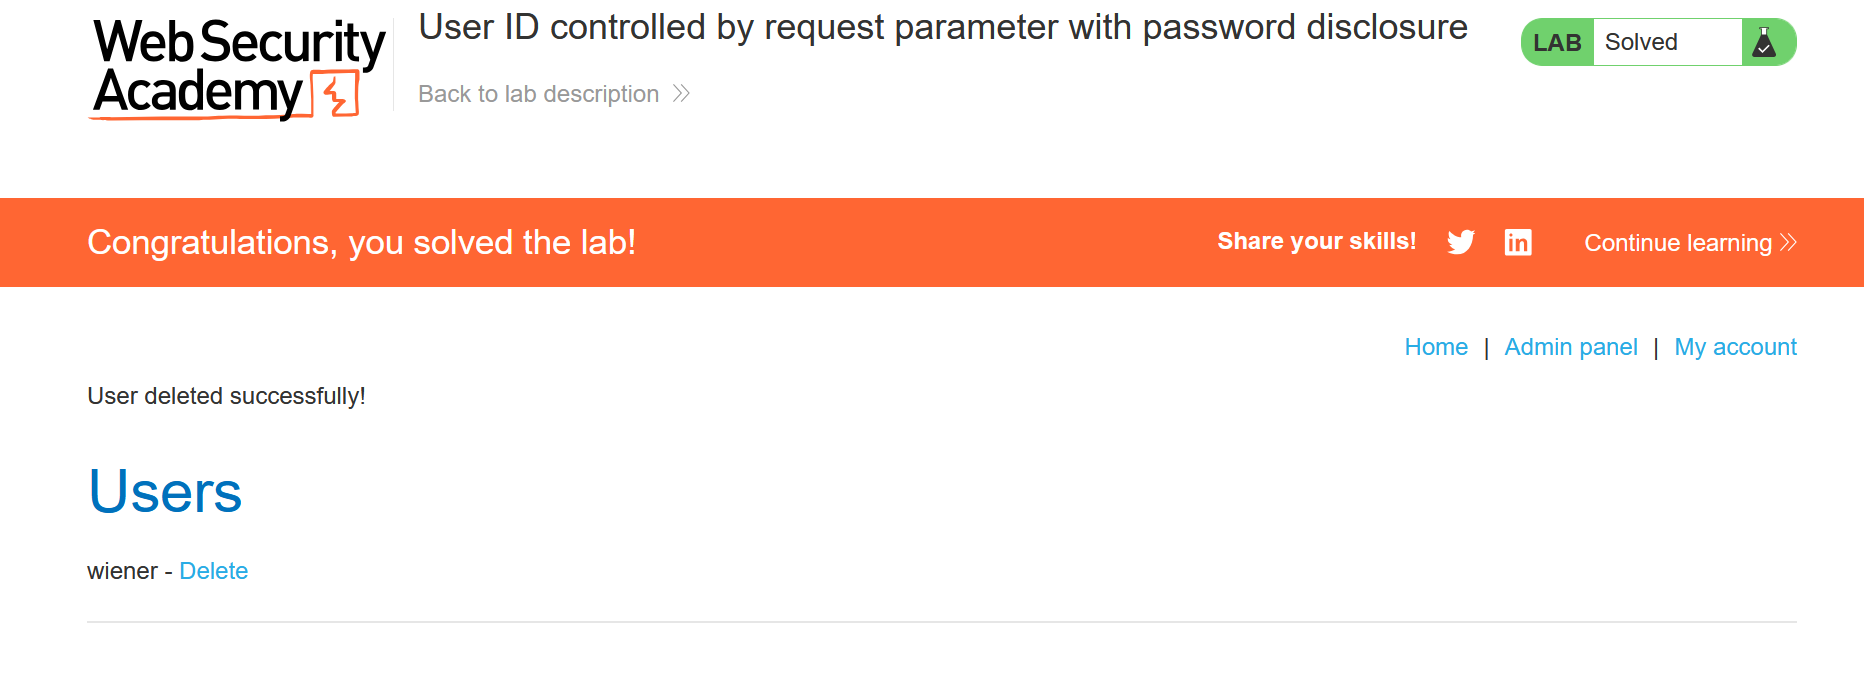 Web Security
Academy
User ID controlled by request parameter with password disclosure
Back to lab description
LAB Solved
Congratulations, you solved the lab!
Share your skills!
in
Continue learning
Home | Admin panel | My account
User deleted successfully!
Users
wiener - Delete